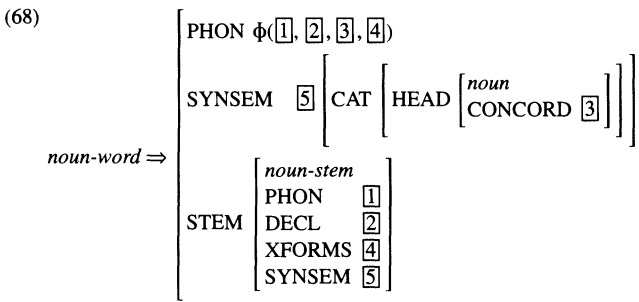 (68)
PHON ϕ(1, 2, 3, 4)
noun
SYNSEM 5 CAT HEAD
CONCORD 3
noun-word ⇒
noun-stem
PHON 1
STEM DECL 2
XFORMS 4
SYNSEM 5